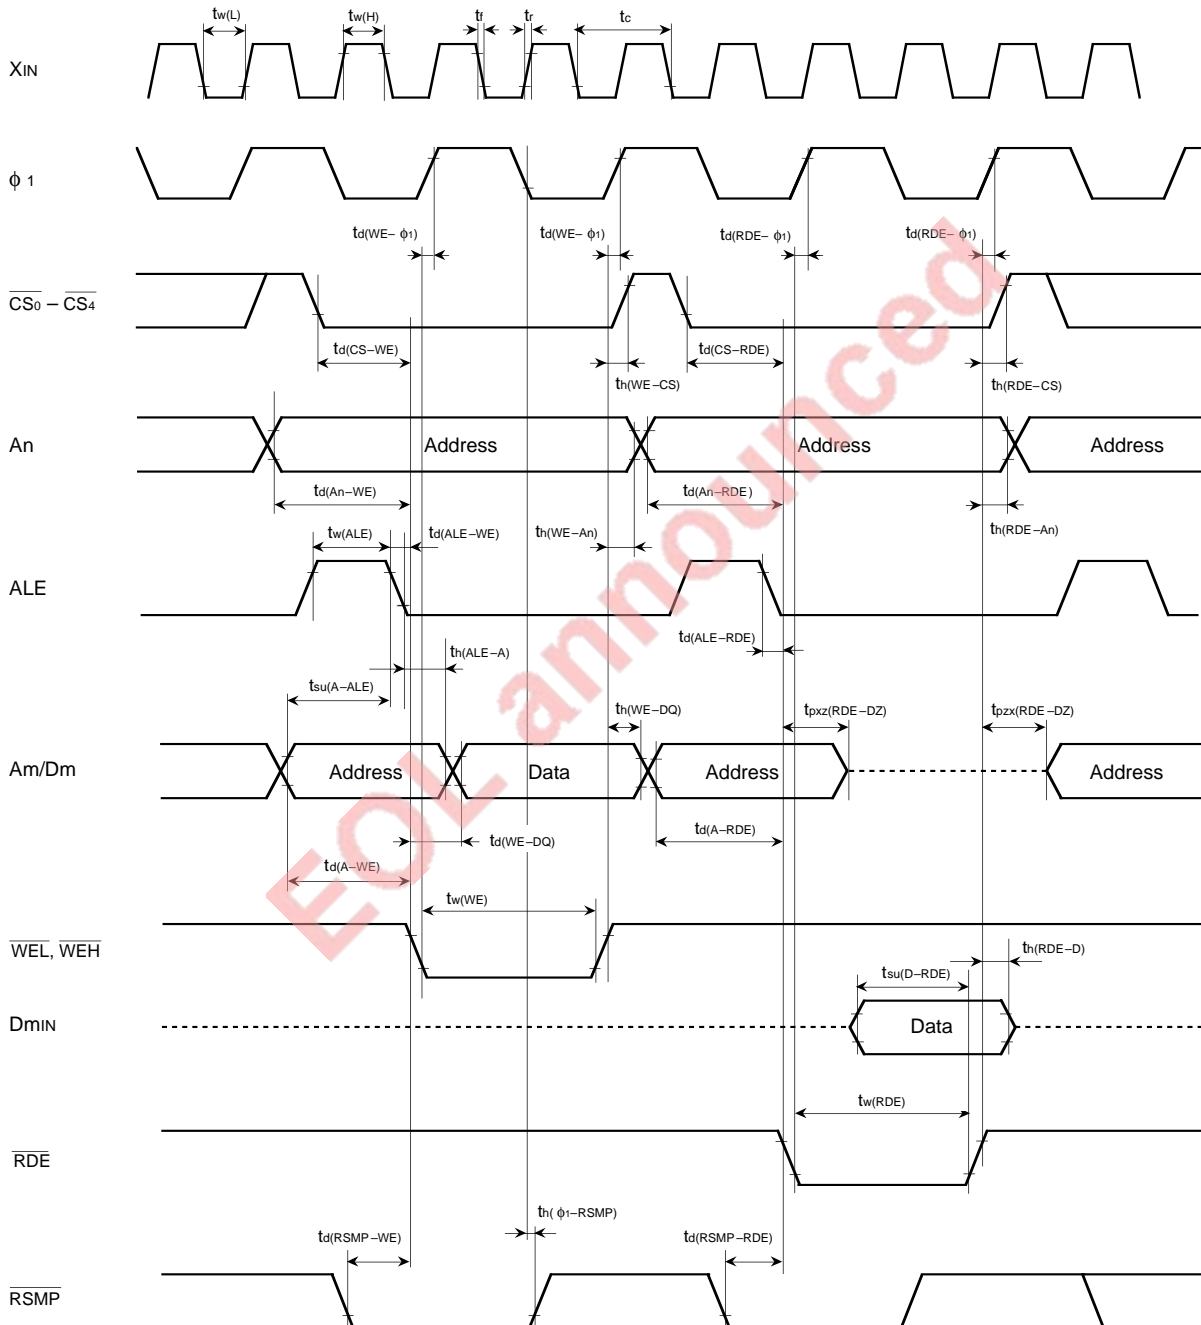 tw(L) tw(H) tf tr tc
XIN
ϕ 1
td(WE– ϕ1) td(WE– ϕ1) td(RDE– ϕ1) td(RDE– ϕ1)
CS0 – CS4
td(CS–WE) td(CS–RDE)
th(WE–CS) th(RDE–CS)
An Address Address Address
td(An–WE) td(An–RDE)
tw(ALE) td(ALE–WE) th(WE–An) th(RDE–An)
ALE
td(ALE–RDE)
th(ALE–A)
tsu(A–ALE)
th(WE–DQ) tpxz(RDE–DZ) tpzx(RDE–DZ)
Am/Dm Address Data Address Address
td(WE–DQ)
td(A–WE) td(A–RDE)
tw(WE)
WEL, WEH
th(RDE–D)
tsu(D–RDE)
DmIN Data
tw(RDE)
RDE
th( ϕ1–RSMP)
td(RSMP–WE) td(RSMP–RDE)
RSMP
EOL announced